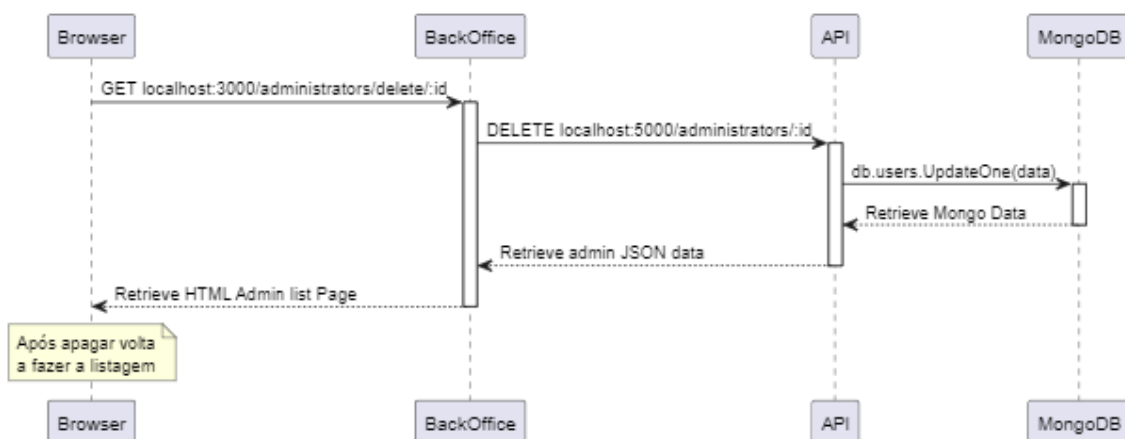 Browser
BackOffice
API
MongoDB
GET localhost:3000/administrators/delete/:id
DELETE localhost:5000/administrators/:id
db.users.UpdateOne(data)
Retrieve Mongo Data
Retrieve admin JSON data
Retrieve HTML Admin list Page
Após apagar volta
a fazer a listagem
Browser
BackOffice
API
MongoDB